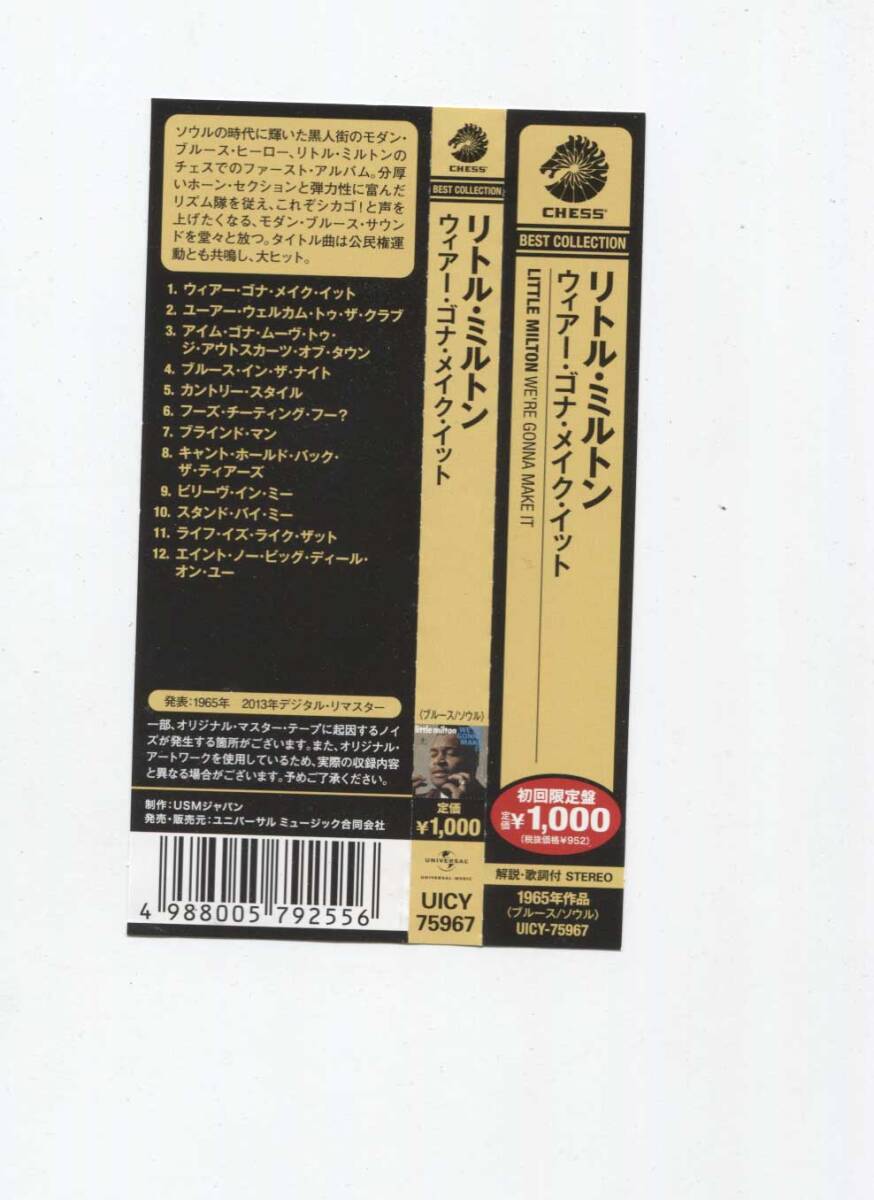 ソウルの時代に輝いた黒人街のモダン・
ブルース・ヒーロー、リトル・ミルトンの
チェスでのファースト・アルバム。分厚
いホーン・セクションと弾力性に富んだ
リズム隊を従え、これぞシカゴ!と声を
上げたくなる、モダン・ブルース・サウン
ドを堂々と放つ。タイトル曲は公民権運
動とも共鳴し、大ヒット。
1. ウィアー・ゴナ・メイク・イット
2. ユーアー・ウェルカム・トゥ・ザ・クラブ
3. アイム・ゴナ・ムーヴ・トゥ・
ジ・アウトスカーツ・オブ・タウン
4. ブルース・イン・ザ・ナイト
5. カントリー・スタイル
6. フーズ・チーティング・フー?
7. ブラインド・マン
8. キャント・ホールド・バック・
ザ・ティアーズ
9. ビリーヴ・イン・ミー
10. スタンド・バイ・ミー
11. ライフ・イズ・ライク・ザット
12. エイント・ノー・ビッグ・ディール・
オン・ユー
発表:1965年 2013年デジタル・リマスター
一部、オリジナル・マスター・テープに起因するノイ
ズが発生する箇所がございます。また、オリジナル・
アートワークを使用しているため、実際の収録内容
と異なる場合がございます。予めご了承ください。
制作:USMジャパン
発売・販売元:ユニバーサル ミュージック合同会社
4 988005 792556
CHESS
BEST COLLECTION
リトル・ミルトン
ウィアー・ゴナ・メイク・イット
(ブルース/ソウル)
little milton
WE'RE
GONNA
MAKE
定価
¥1,000
UNIVERSAL
UNIVERSAL MUSIC
UICY
75967
CHESS
BEST COLLECTION
リトル・ミルトン
ウィアー・ゴナ・メイク・イット
LITTLE MILTON WE'RE GONNA MAKE IT
初回限定盤
定価¥1,000
(税抜価格¥952)
解説・歌詞付 STEREO
1965年作品
(ブルース/ソウル)
UICY-75967